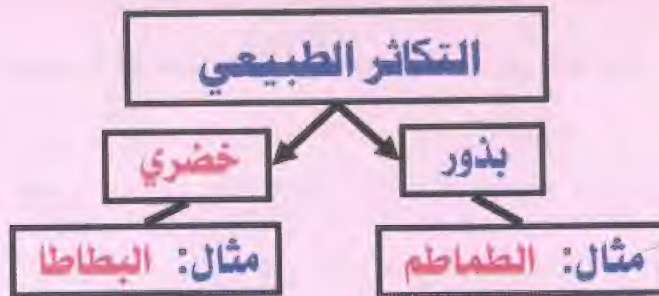 التكاثر الطبيعي
بذور
خضري
مثال: الطماطم
مثال: البطاطا